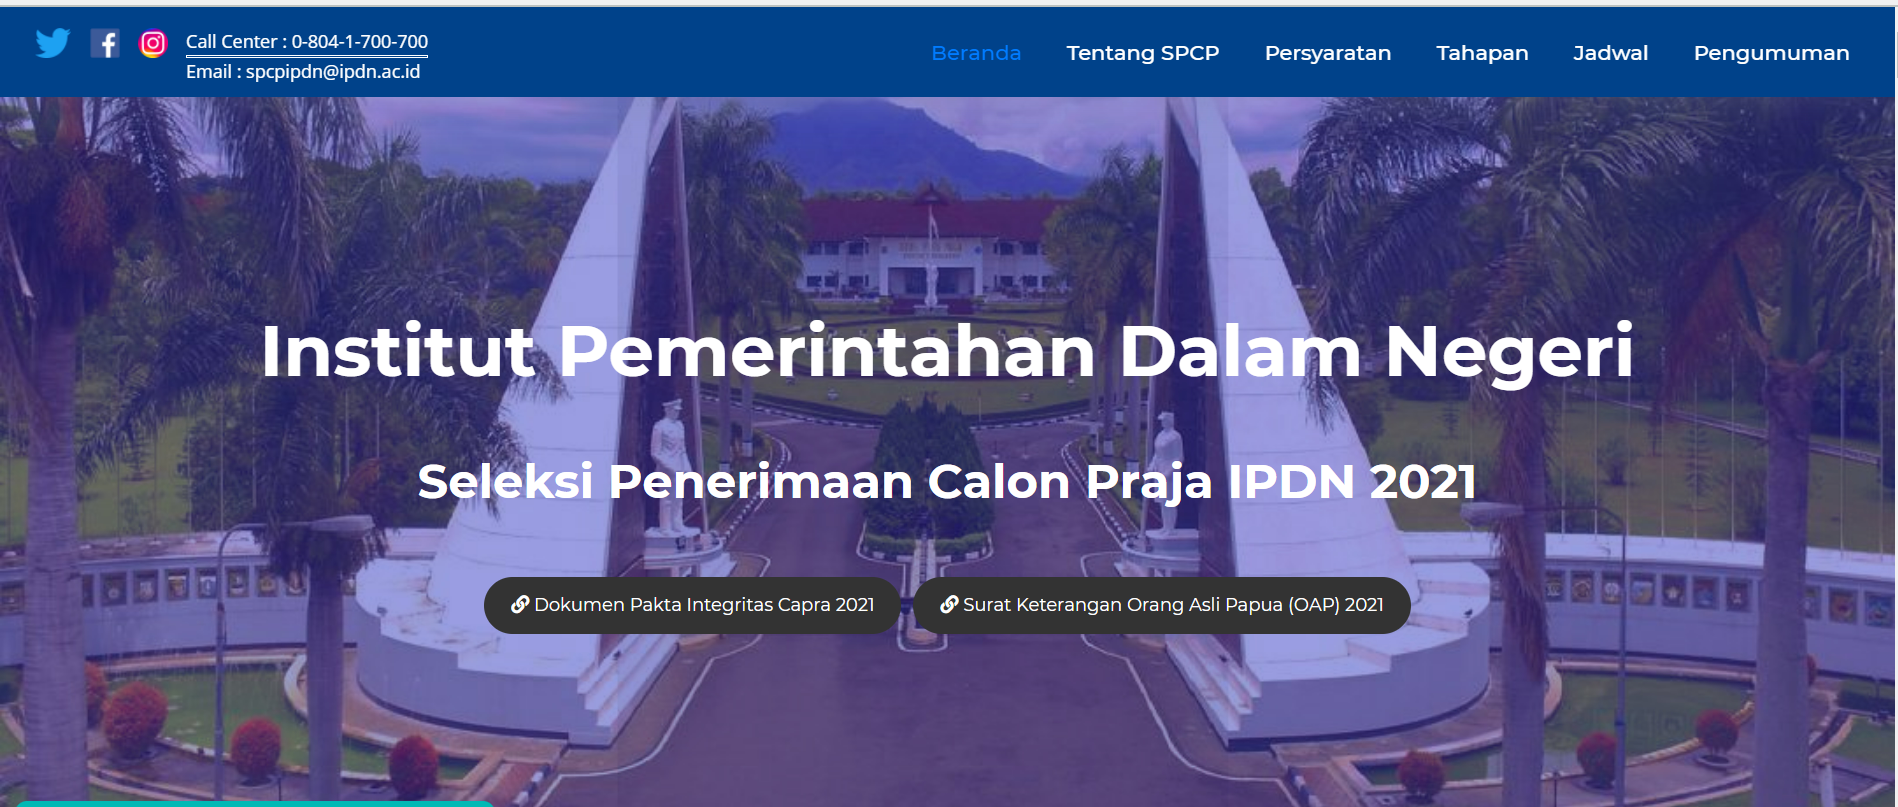 Call Center : 0-804-1-700-700
Email : spcpipdn@ipdn.ac.id
Beranda
Tentang SPCP
Persyaratan
Tahapan
Jadwal
Pengumuman
Institut Pemerintahan Dalam Negeri
Seleksi Penerimaan Calon Praja IPDN 2021
Dokumen Pakta Integritas Capra 2021
Surat Keterangan Orang Asli Papua (OAP) 2021